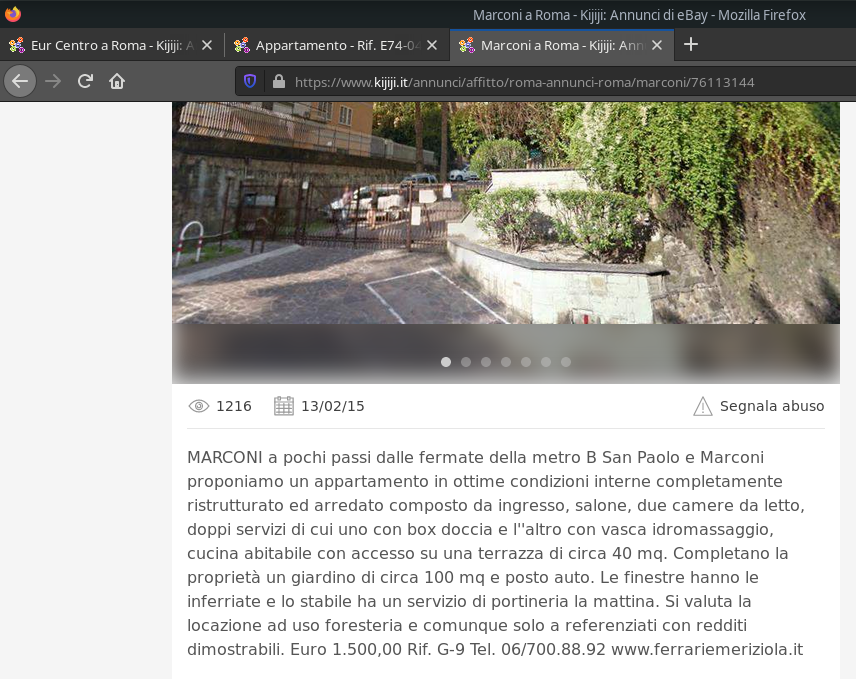 Marconi a Roma - Kijiji: Annunci di eBay - Mozilla Firefox
Eur Centro a Roma - Kijiji: A
Appartamento - Rif. E74-04
Marconi a Roma - Kijiji: Ann
https://www.kijiji.it/annunci/affitto/roma-annunci-roma/marconi/76113144
1216 13/02/15 Segnala abuso
MARCONI a pochi passi dalle fermate della metro B San Paolo e Marconi
proponiamo un appartamento in ottime condizioni interne completamente
ristrutturato ed arredato composto da ingresso, salone, due camere da letto,
doppi servizi di cui uno con box doccia e l''altro con vasca idromassaggio,
cucina abitabile con accesso su una terrazza di circa 40 mq. Completano la
proprietà un giardino di circa 100 mq e posto auto. Le finestre hanno le
inferriate e lo stabile ha un servizio di portineria la mattina. Si valuta la
locazione ad uso foresteria e comunque solo a referenziati con redditi
dimostrabili. Euro 1.500,00 Rif. G-9 Tel. 06/700.88.92 www.ferrariemeriziola.it